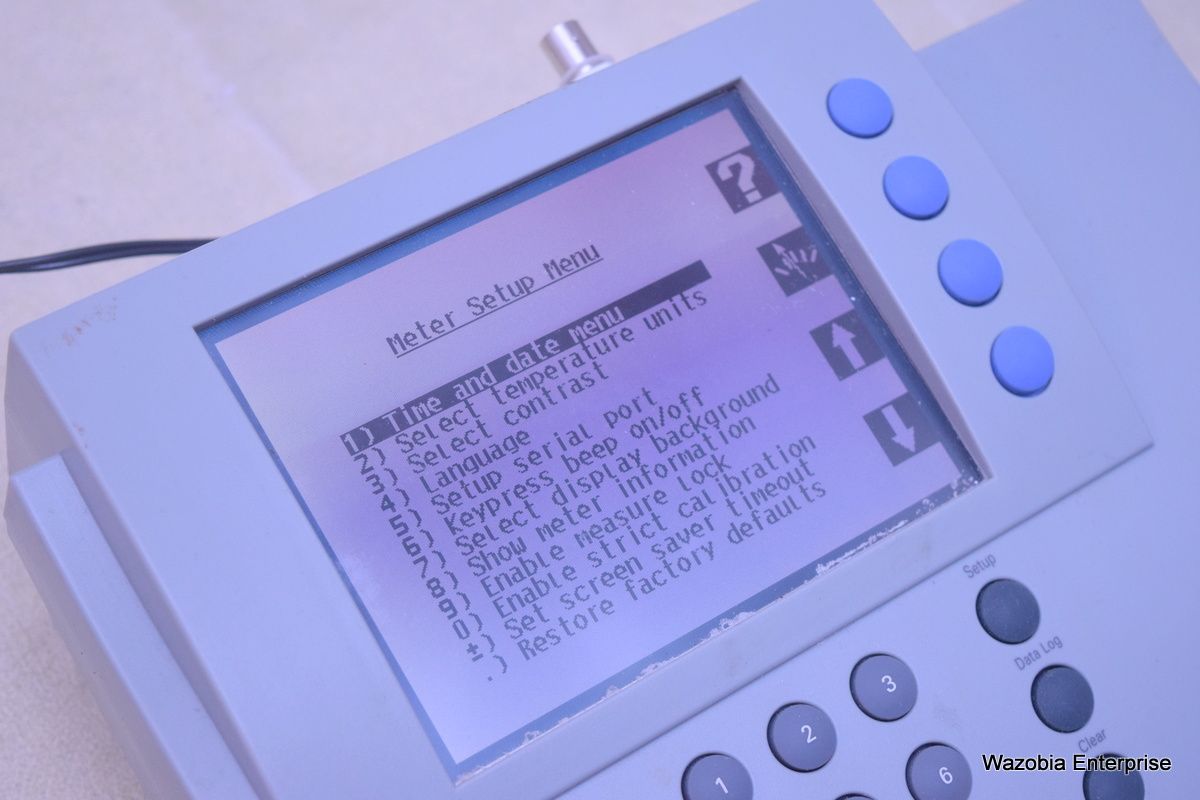 ?
Meter Setup Menu
1) Time and date menu
2) Select temperature units
3) Select contrast
4) Language
5) Setup serial port
6) Keypress beep on/off
7) Select display background
8) Show meter information
9) Enable measure lock
0) Enable strict calibration
±) Set screen saver timeout
.) Restore factory defaults
Setup
Data Log
Clear
1
2
3
6
Wazobia Enterprise